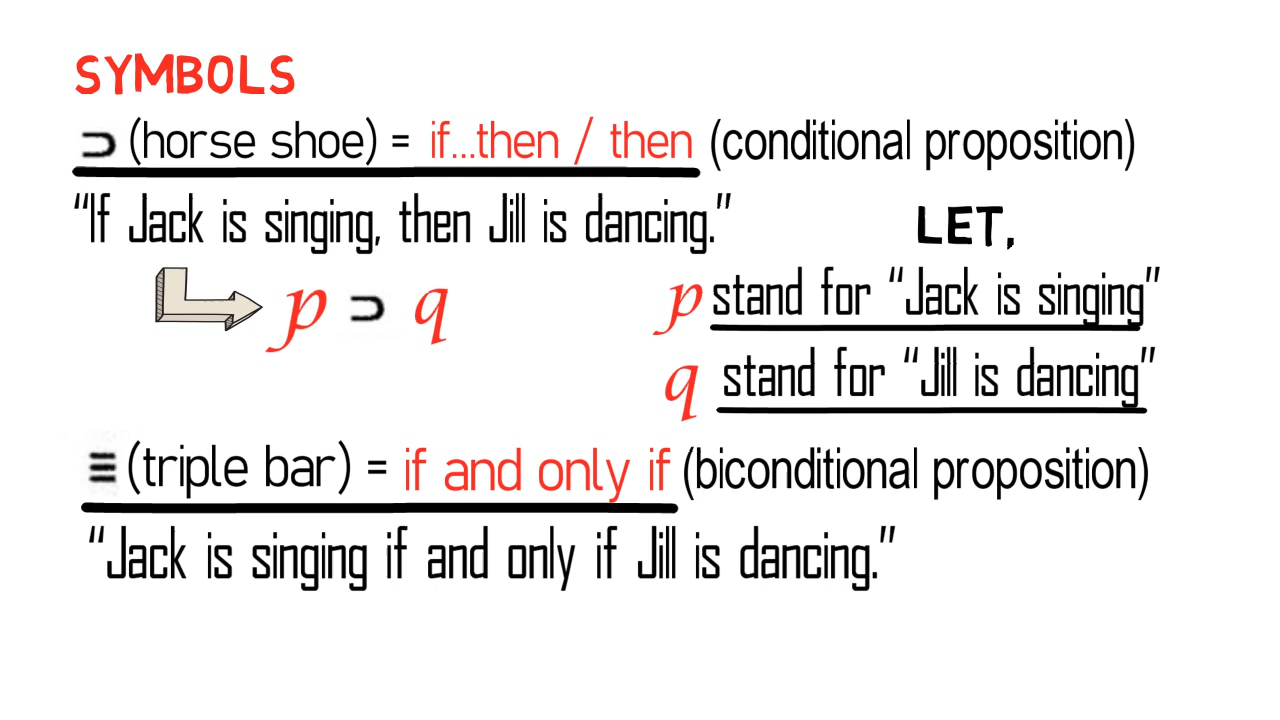 SYMBOLS
⊃ (horse shoe) = if...then / then (conditional proposition)
“If Jack is singing, then Jill is dancing.”
p ⊃ q
LET,
p stand for “Jack is singing”
q stand for “Jill is dancing”
≡ (triple bar) = if and only if (biconditional proposition)
“Jack is singing if and only if Jill is dancing.”